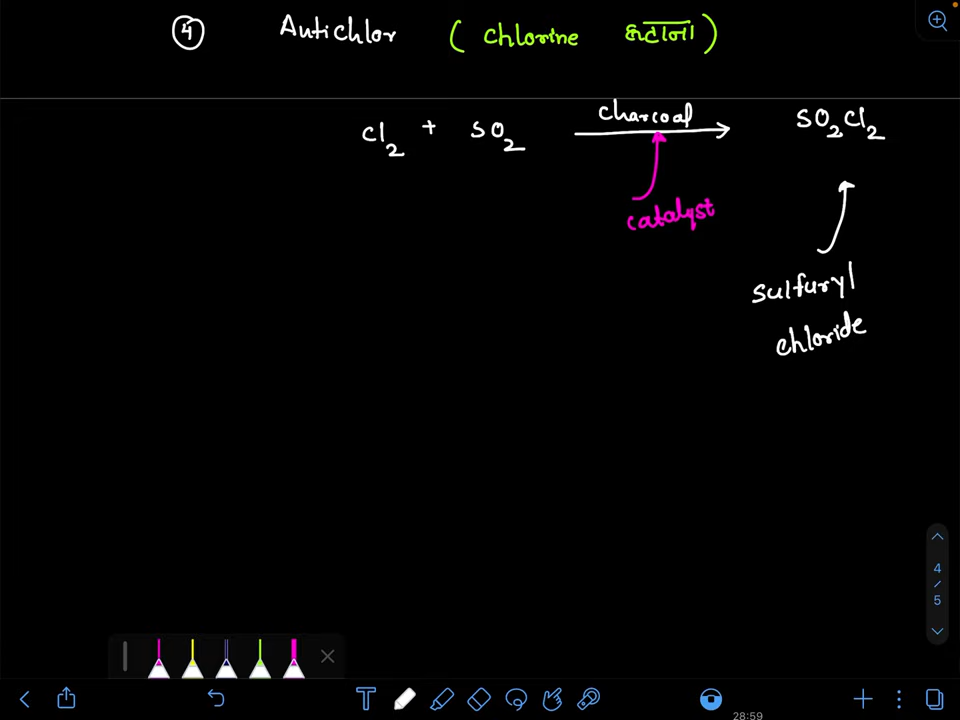 ④ Antichlor (Chlorine हटाना)
Cl₂ + SO₂ charcoal → SO₂Cl₂
catalyst
sulfuryl
chloride
4
/
5
T
28:59